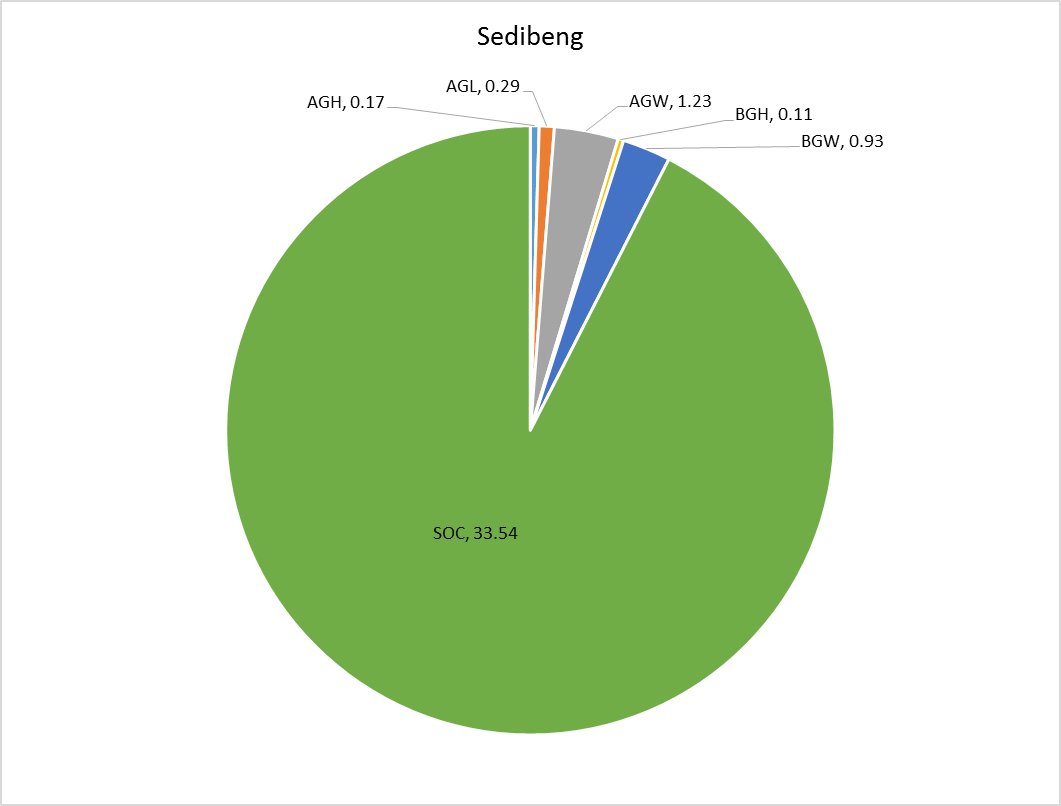 Sedibeng
AGH, 0.17
AGL, 0.29
AGW, 1.23
BGH, 0.11
BGW, 0.93
SOC, 33.54